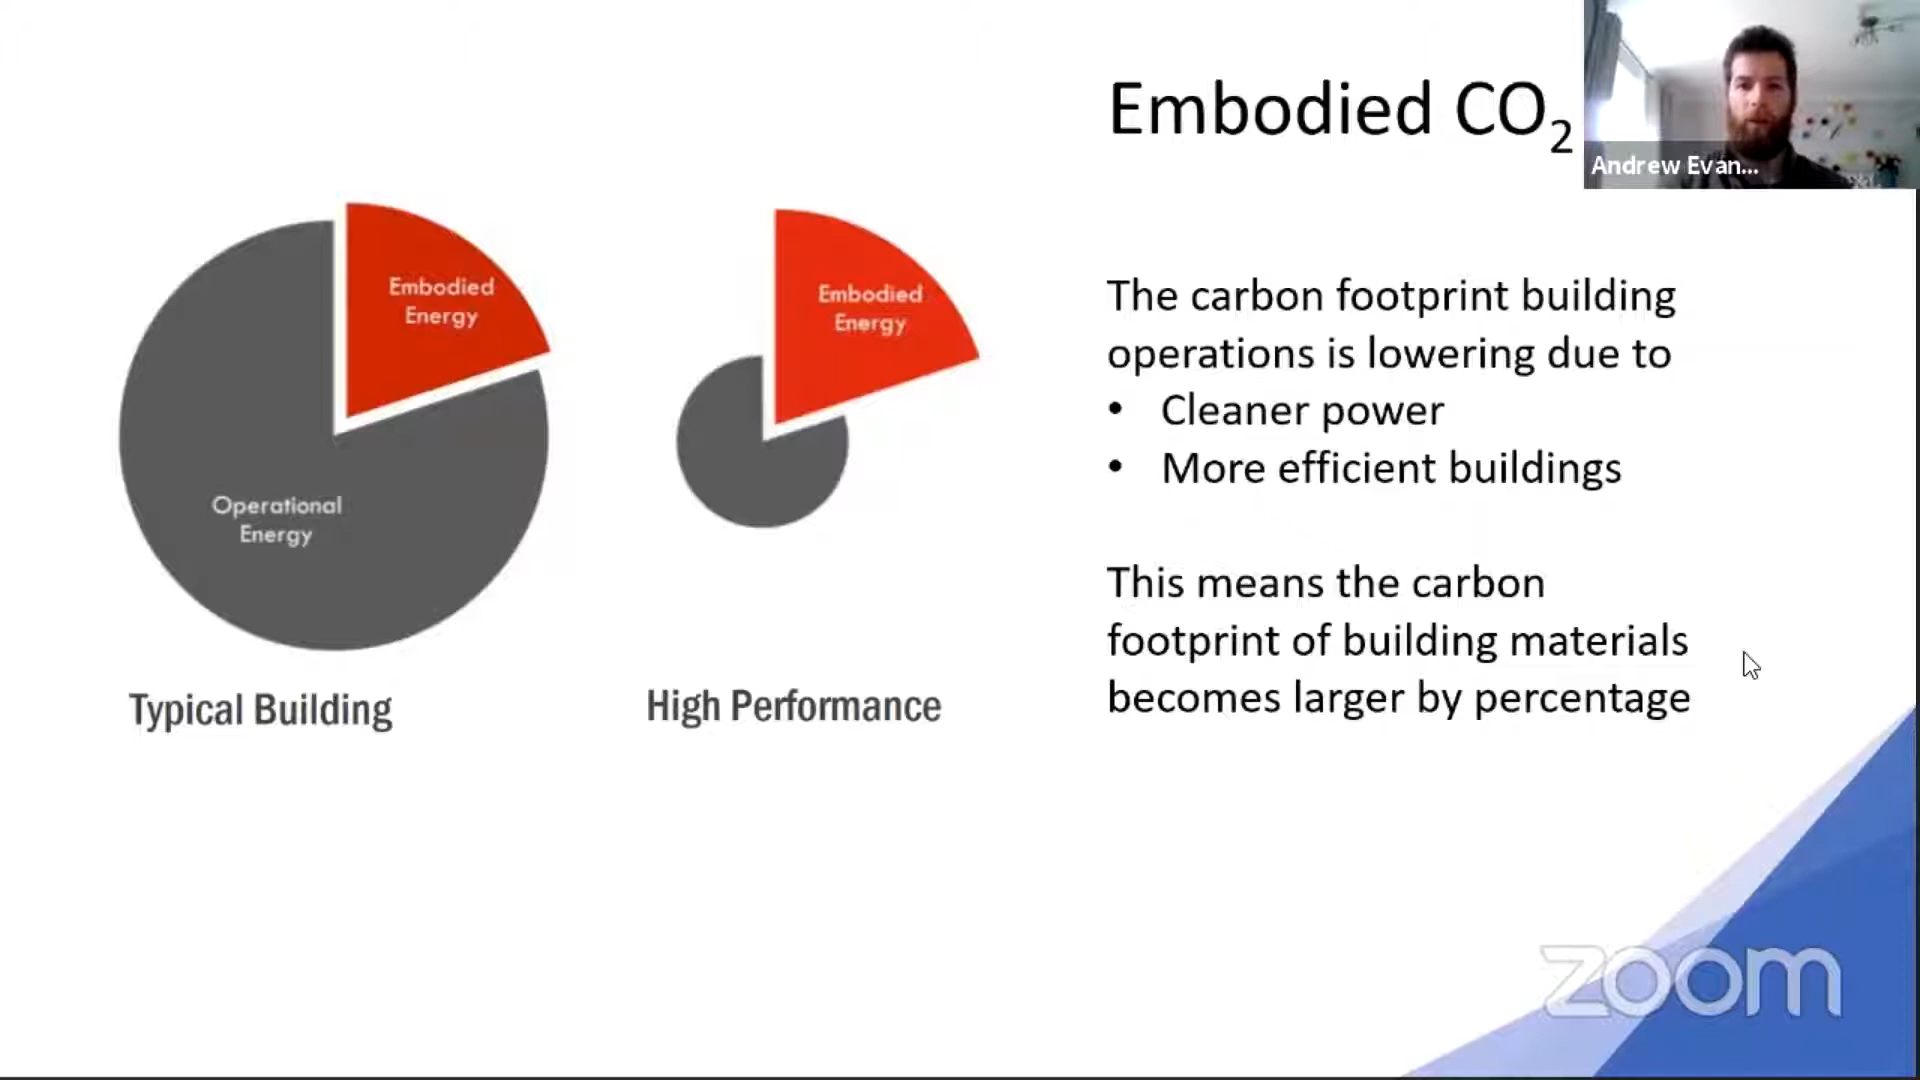 Embodied CO₂
Andrew Evan...
Embodied
Energy
Operational
Energy
Typical Building
Embodied
Energy
High Performance
The carbon footprint building
operations is lowering due to
• Cleaner power
• More efficient buildings
This means the carbon
footprint of building materials
becomes larger by percentage
zoom